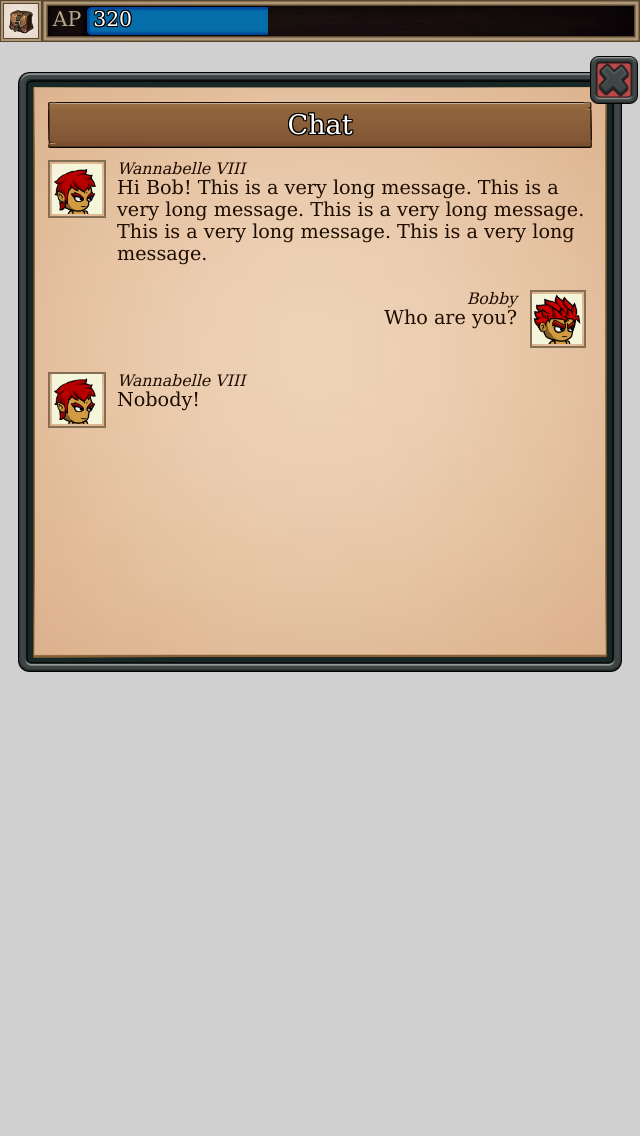 AP 320
Chat
Wannabelle VIII
Hi Bob! This is a very long message. This is a
very long message. This is a very long message.
This is a very long message. This is a very long
message.
Bobby
Who are you?
Wannabelle VIII
Nobody!